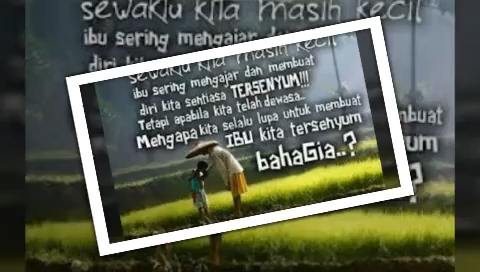 sewaktu kita masih kecil
ibu sering mengajar dan membuat
diri kita sentiasa TERSENYUM!!!
Tetapi apabila kita telah dewasa..
Mengapa kita selalu lupa untuk membuat
IBU kita tersenyum
bahaGia..?